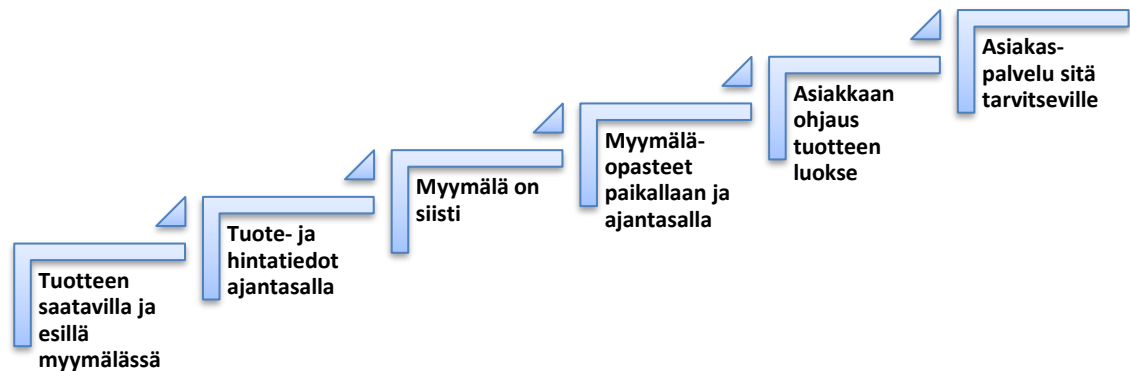 Tuotteen
saatavilla ja
esillä
myymälässä
Tuote- ja
hintatiedot
ajantasalla
Myymälä on
siisti
Myymälä-
opasteet
paikallaan ja
ajantasalla
Asiakkaan
ohjaus
tuotteen
luokse
Asiakas-
palvelu sitä
tarvitseville